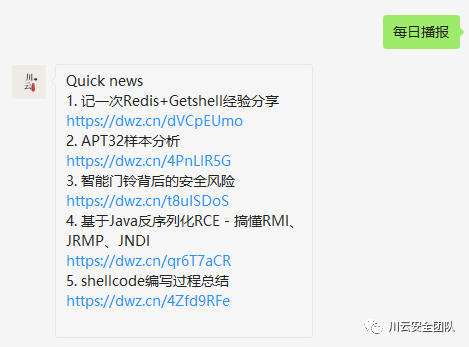 每日播报
川
云
Quick news
1. 记一次Redis+Getshell经验分享
https://dwz.cn/dVCpEUmo
2. APT32样本分析
https://dwz.cn/4PnLlR5G
3. 智能门铃背后的安全风险
https://dwz.cn/t8uISDoS
4. 基于Java反序列化RCE - 搞懂RMI、
JRMP、JNDI
https://dwz.cn/qr6T7aCR
5. shellcode编写过程总结
https://dwz.cn/4Zfd9RFe
川云安全团队